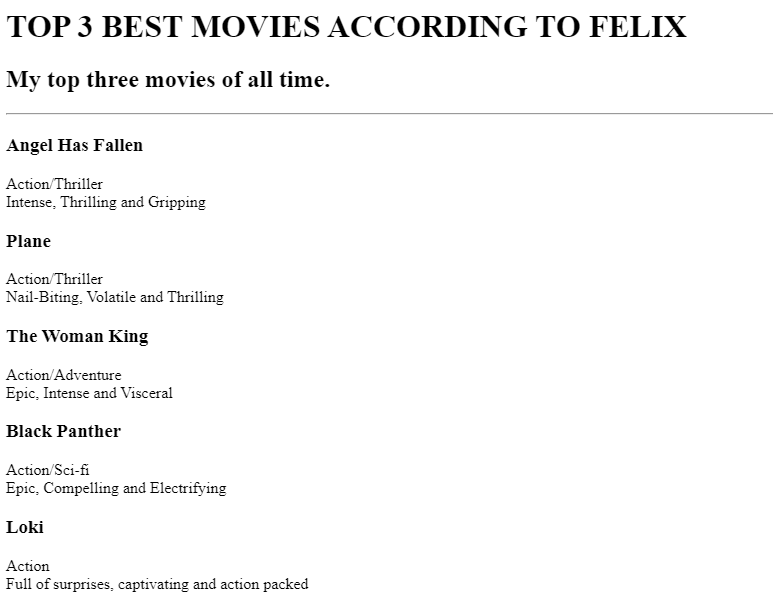 TOP 3 BEST MOVIES ACCORDING TO FELIX
My top three movies of all time.
Angel Has Fallen
Action/Thriller
Intense, Thrilling and Gripping
Plane
Action/Thriller
Nail-Biting, Volatile and Thrilling
The Woman King
Action/Adventure
Epic, Intense and Visceral
Black Panther
Action/Sci-fi
Epic, Compelling and Electrifying
Loki
Action
Full of surprises, captivating and action packed